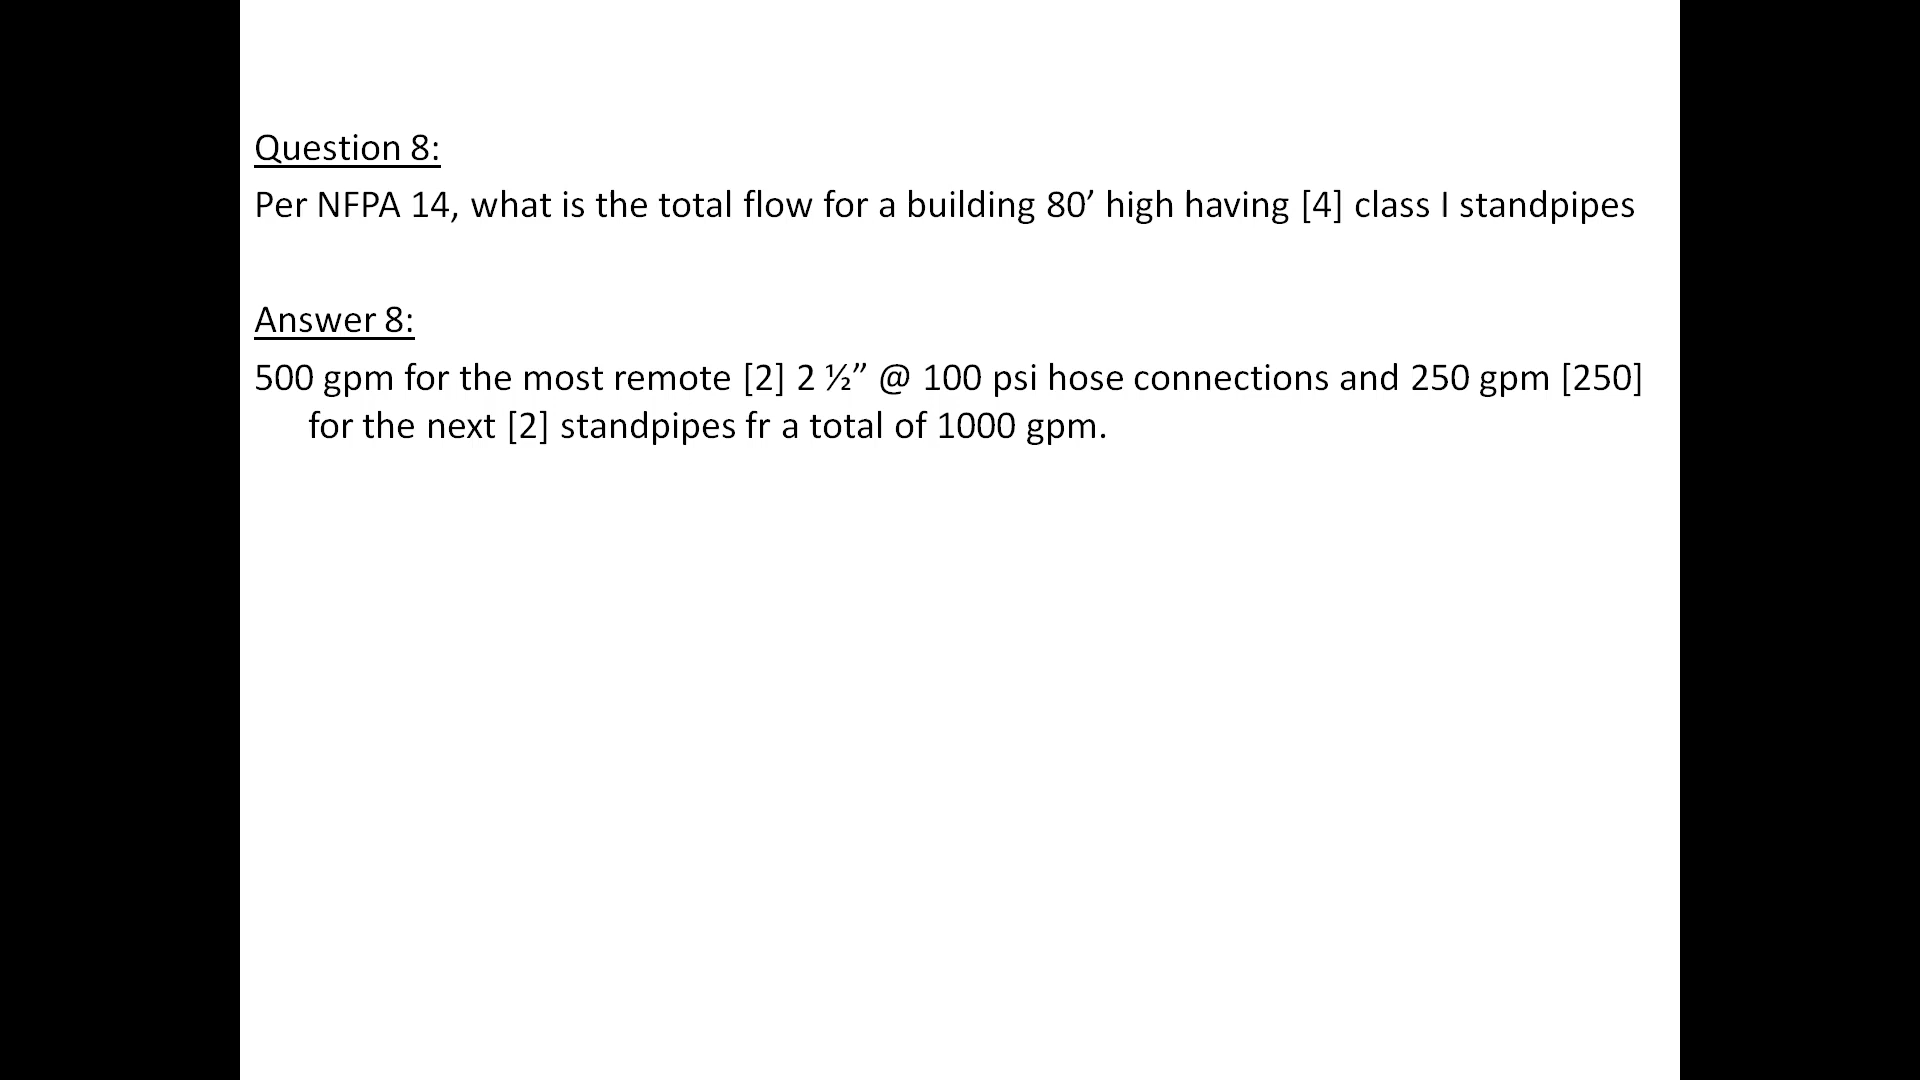 Question 8:
Per NFPA 14, what is the total flow for a building 80’ high having [4] class I standpipes
Answer 8:
500 gpm for the most remote [2] 2 ½” @ 100 psi hose connections and 250 gpm [250]
for the next [2] standpipes fr a total of 1000 gpm.